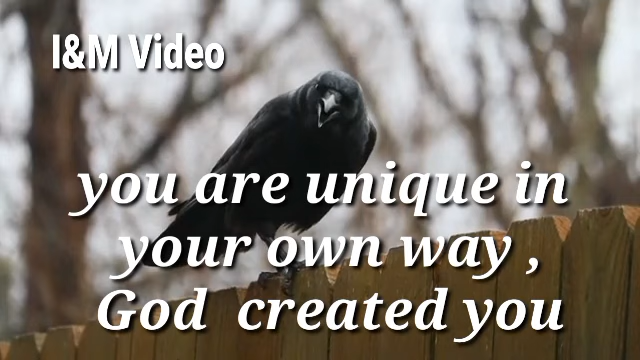 I&M Video
you are unique in
your own way ,
God created you